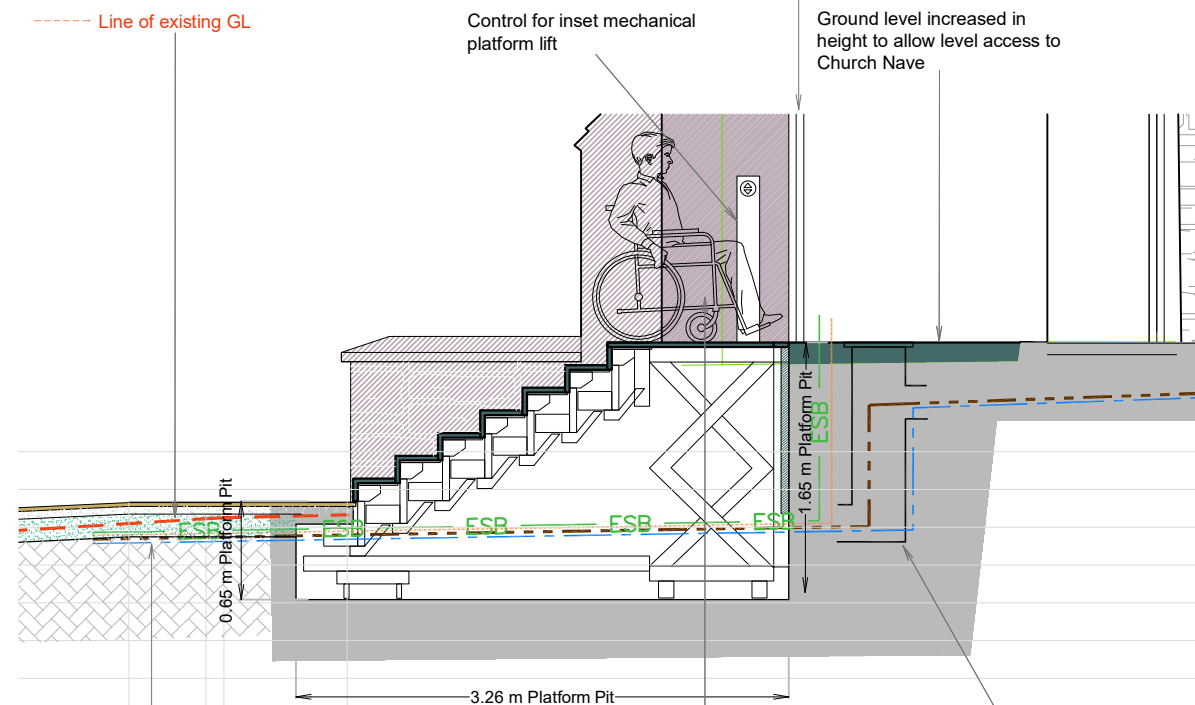 Line of existing GL
Control for inset mechanical
platform lift
Ground level increased in
height to allow level access to
Church Nave
1.65 m Platform Pit
ESB
0.65 m Platform Pit
ESB
ESB
ESB
ESB
ESB
3.26 m Platform Pit